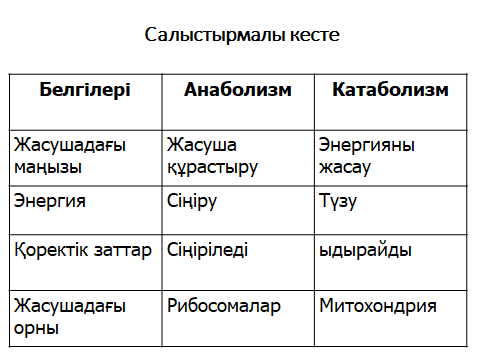 Салыстырмалы кесте
Белгілері Анаболизм Катаболизм
Жасушадағы маңызы Жасуша құрастыру Энергияны жасау
Энергия Сіңіру Түзу
Қоректік заттар Сіңіріледі ыдырайды
Жасушадағы орны Рибосомалар Митохондрия